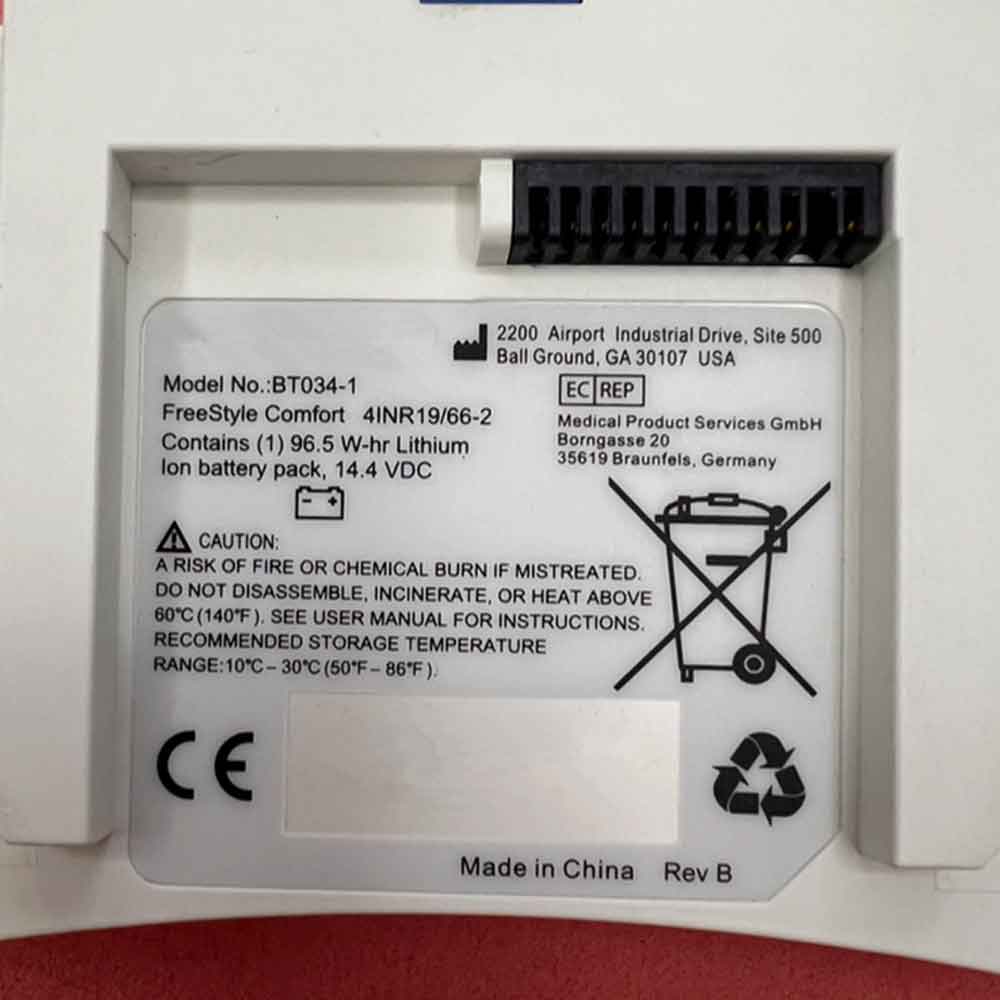 2200 Airport Industrial Drive, Site 500
Ball Ground, GA 30107 USA
Model No.:BT034-1
FreeStyle Comfort 4INR19/66-2
Contains (1) 96.5 W-hr Lithium
Ion battery pack, 14.4 VDC
EC REP
Medical Product Services GmbH
Borngasse 20
35619 Braunfels, Germany
CAUTION:
A RISK OF FIRE OR CHEMICAL BURN IF MISTREATED.
DO NOT DISASSEMBLE, INCINERATE, OR HEAT ABOVE
60℃(140℉). SEE USER MANUAL FOR INSTRUCTIONS.
RECOMMENDED STORAGE TEMPERATURE
RANGE:10℃– 30℃(50℉– 86℉).
CE
Made in China Rev B